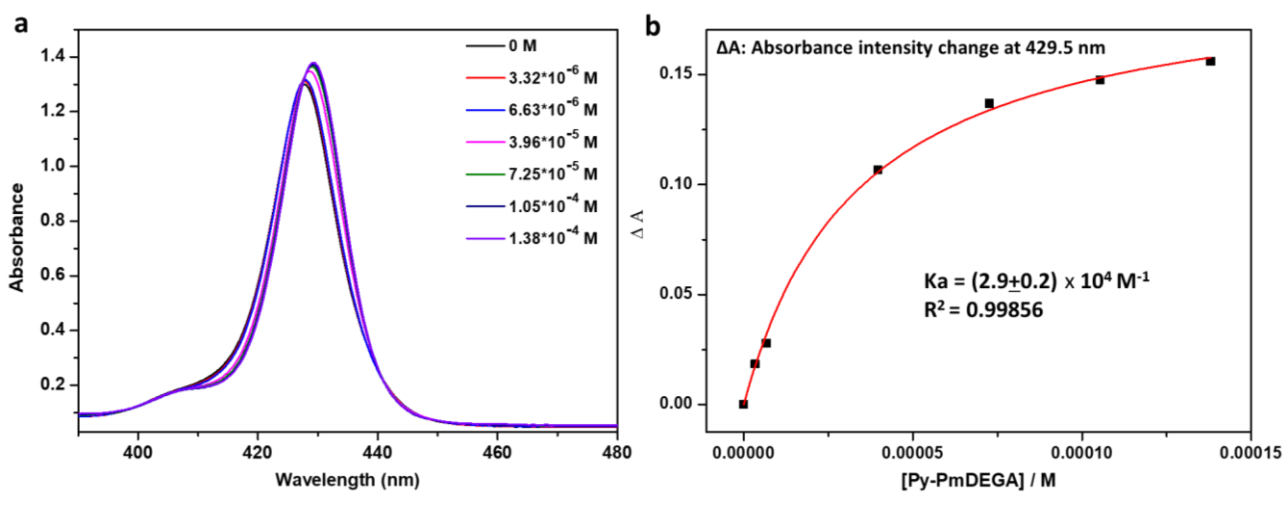 a
1.4
1.2
1.0
0.8
0.6
0.4
0.2
Absorbance
400
420
440
460
480
Wavelength (nm)
0 M
3.32*10⁻⁶ M
6.63*10⁻⁶ M
3.96*10⁻⁵ M
7.25*10⁻⁵ M
1.05*10⁻⁴ M
1.38*10⁻⁴ M
b
ΔA: Absorbance intensity change at 429.5 nm
0.15
0.10
0.05
0.00
Δ A
Ka = (2.9±0.2) x 10⁴ M⁻¹
R² = 0.99856
0.00000
0.00005
0.00010
0.00015
[Py-PmDEGA] / M